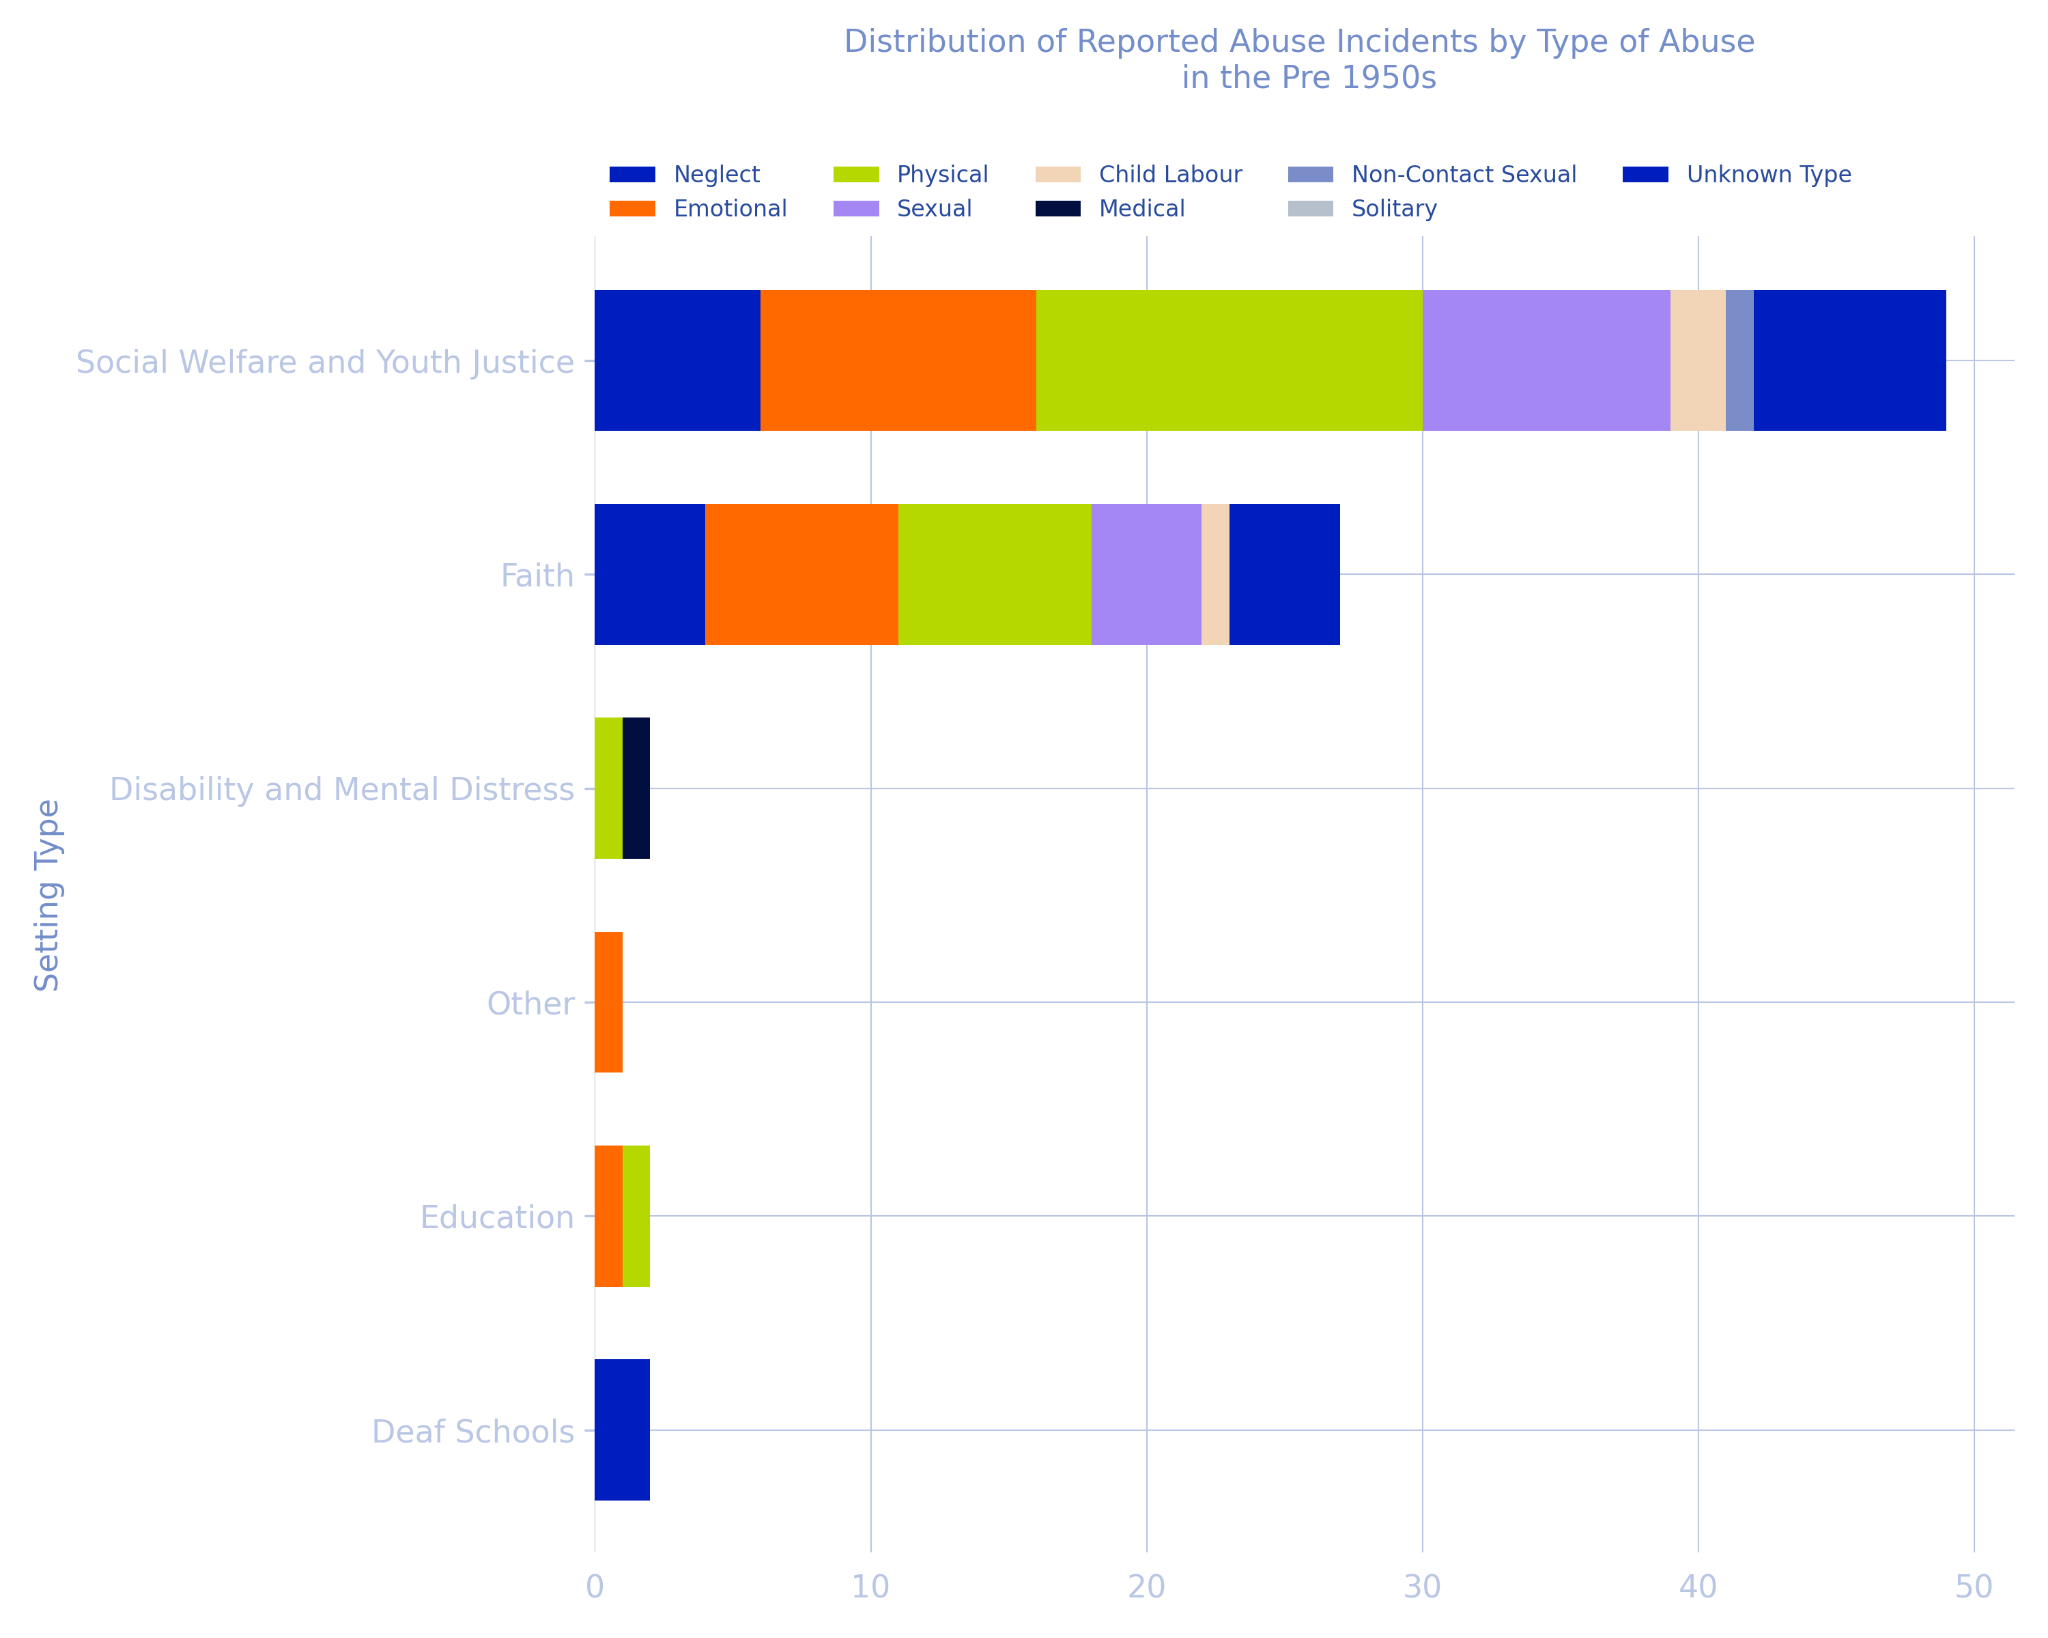 Distribution of Reported Abuse Incidents by Type of Abuse
in the Pre 1950s
Neglect Physical Child Labour Non-Contact Sexual Unknown Type
Emotional Sexual Medical Solitary
Social Welfare and Youth Justice
Faith
Disability and Mental Distress
Other
Education
Deaf Schools
Setting Type
0 10 20 30 40 50